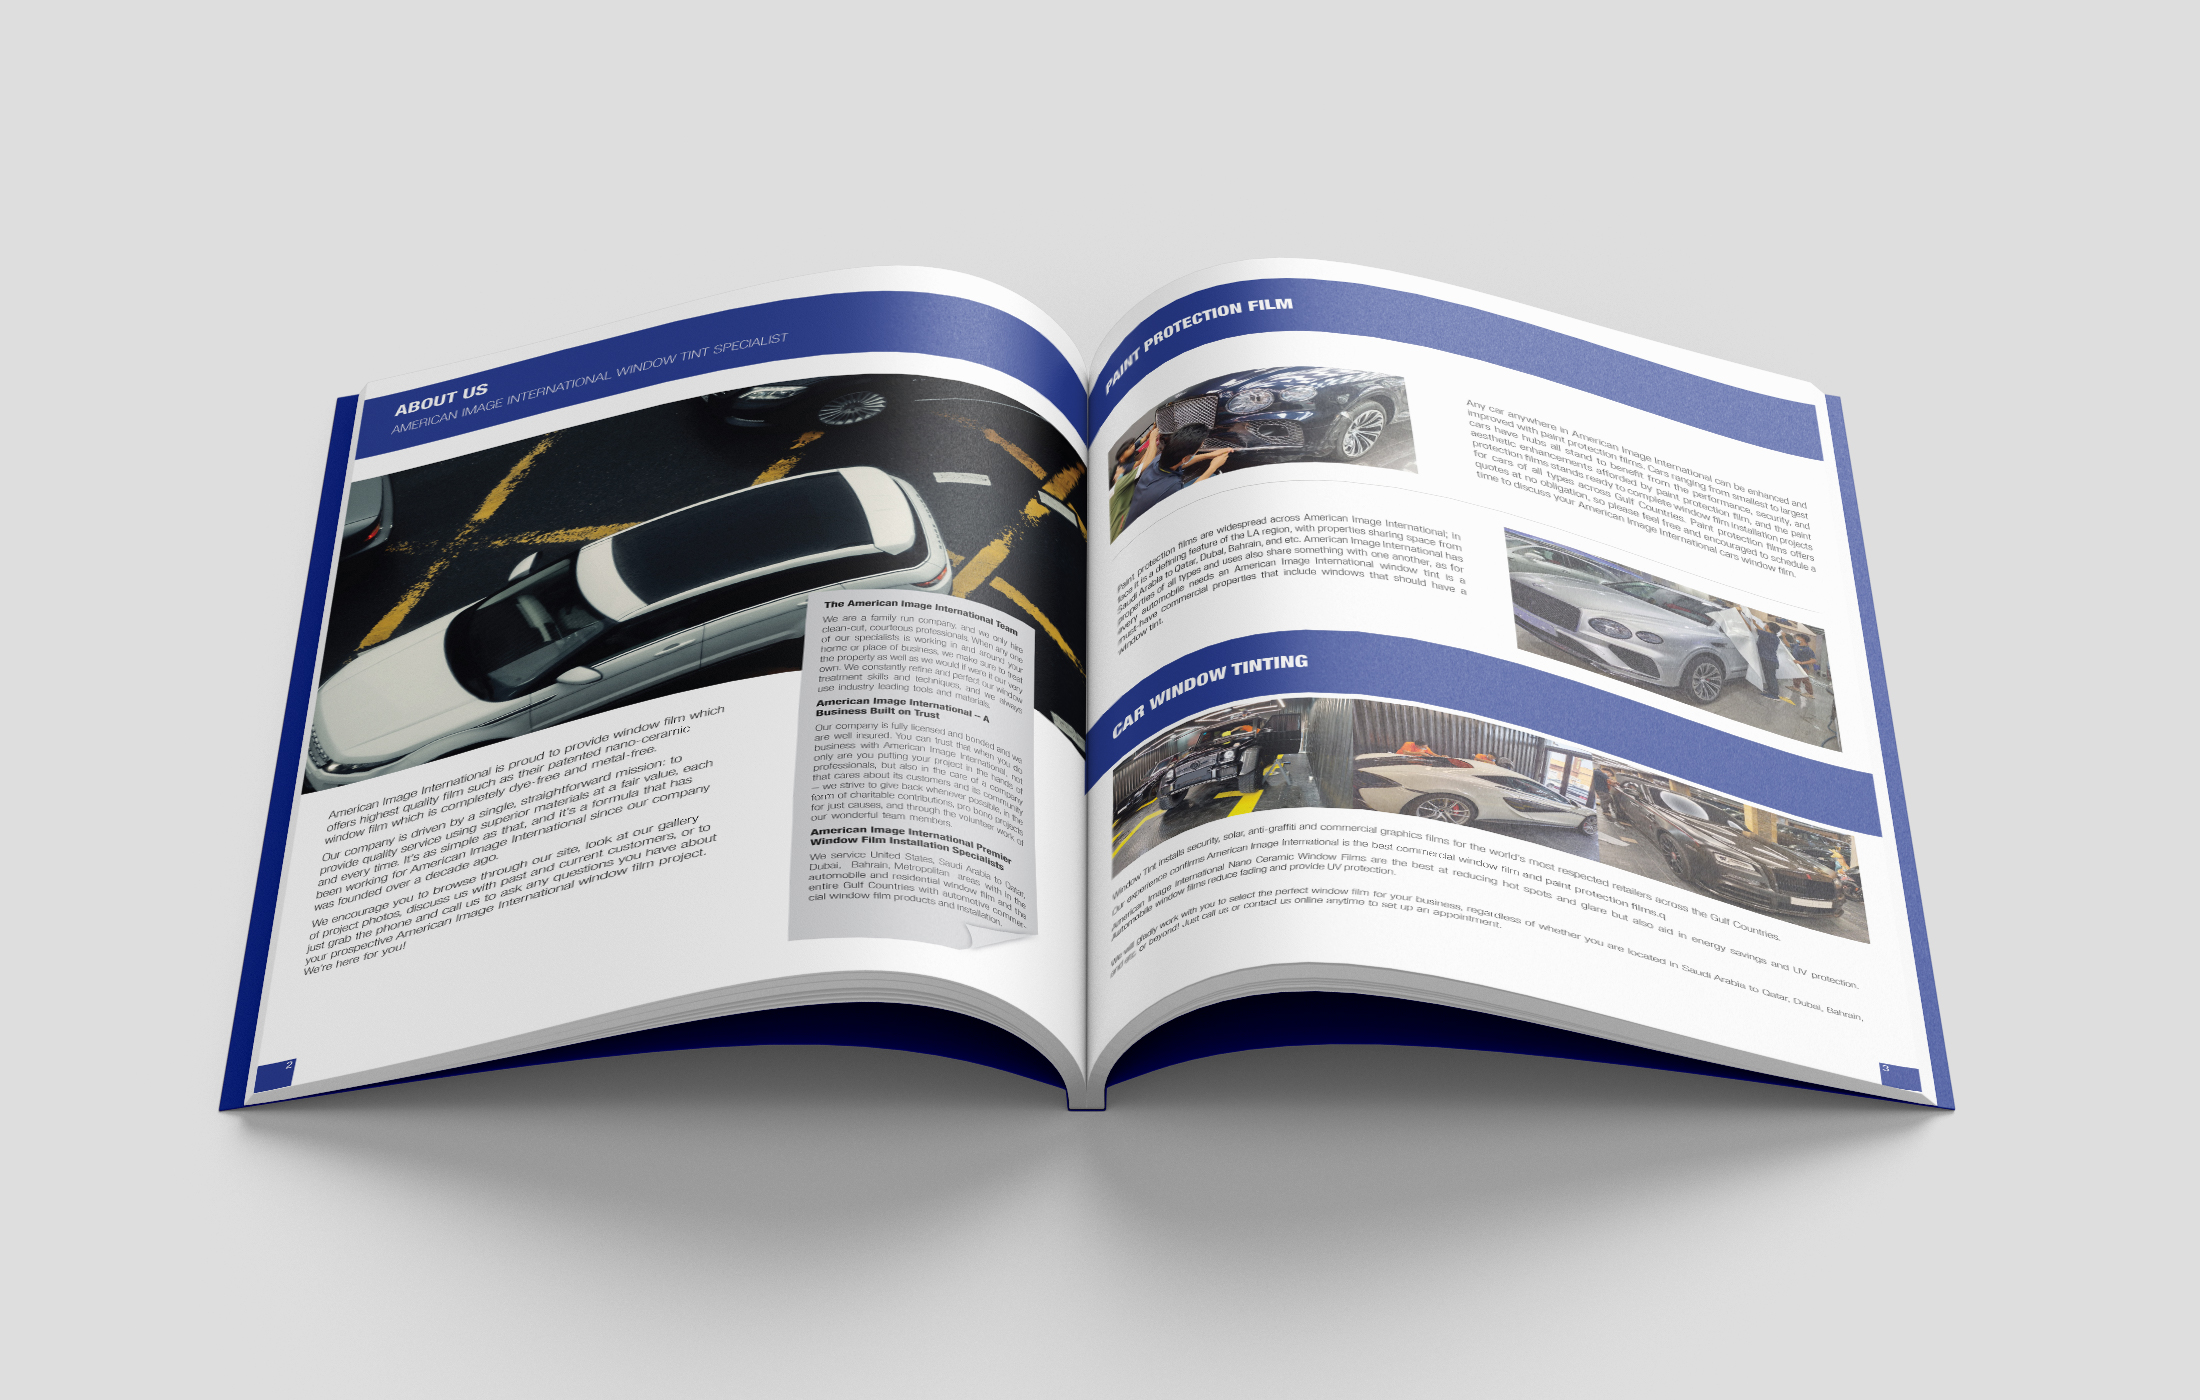 ABOUT US
AMERICAN IMAGE INTERNATIONAL WINDOW TINT SPECIALIST
American Image International is proud to provide window film which
offers highest quality film such as their patented nano-ceramic
window film which is completely dye-free and metal-free.
Our company is driven by a single, straightforward mission: to
provide quality service using superior materials at a fair value, each
and every time. It's as simple as that, and it's a formula that has
been working for American Image International since our company
was founded over a decade ago.
We encourage you to browse through our site, look at our gallery
of project photos, discuss us with past and current customers, or to
just grab the phone and call us to ask any questions you have about
your prospective American Image International window film project.
We're here for you!
The American Image International Team
We are a family run company, and we only hire
clean-cut, courtious professionals. When any one
of our specialists is working in and around your
home or place of business, we make sure to treat
the property as well as we would if were it our very
own. We constantly refine and perfect our window
treatment skills and techniques, and we always
use industry leading tools and materials.
American Image International – A
Business Built on Trust
Our company is fully licensed and bonded and we
are well insured. You can trust that when you do
business with American Image International, not
only are you putting your project in the hands of
professionals, but also in the care of a company
that cares about its customers and its community
– we strive to give back whenever possible, in the
form of charitable contributions, pro bono projects
for just causes, and through the volunteer work of
our wonderful team members.
American Image International Premier
Window Film Installation Specialists
We service United States, Saudi Arabia to Qatar,
Dubai, Bahrain, Metropolitan areas with the
automobile and residential window film and the
entire Gulf Countries with automotive commer-
cial window film products and installation.
2
PAINT PROTECTION FILM
Any car anywhere in American Image International can be enhanced and
improved with paint protection films. Cars ranging from smallest to largest
cars have hubs all stand to benefit from the performance, security, and
aesthetic enhancements afforded by paint protection film, and the paint
protection films stands ready to complete window film installation projects
for cars of all types across Gulf Countries. Paint protection films offers
quotes at no obligation, so please feel free and encouraged to schedule a
time to discuss your American Image International cars window film.
Paint protection films are widespread across American Image International; in
face it is a defining feature of the LA region, with properties sharing space from
Saudi Arabia to Qatar, Dubai, Bahrain, and etc. American Image International has
properties of all types and uses also share something with one another, as for
every automobile needs an American Image International window tint is a
must-have commercial properties that include windows that should have a
window tint.
CAR WINDOW TINTING
Window Tint installs security, solar, anti-graffiti and commercial graphics films for the world's most respected retailers across the Gulf Countries.
Our experience confirms American Image International is the best commercial window film and paint protection films.q
American Image International Nano Ceramic Window Films are the best at reducing hot spots and glare but also aid in energy savings and UV protection.
Automobile window films reduce fading and provide UV protection.
We will gladly work with you to select the perfect window film for your business, regardless of whether you are located in Saudi Arabia to Qatar, Dubai, Bahrain,
and etc. or beyond! Just call us or contact us online anytime to set up an appointment.
3